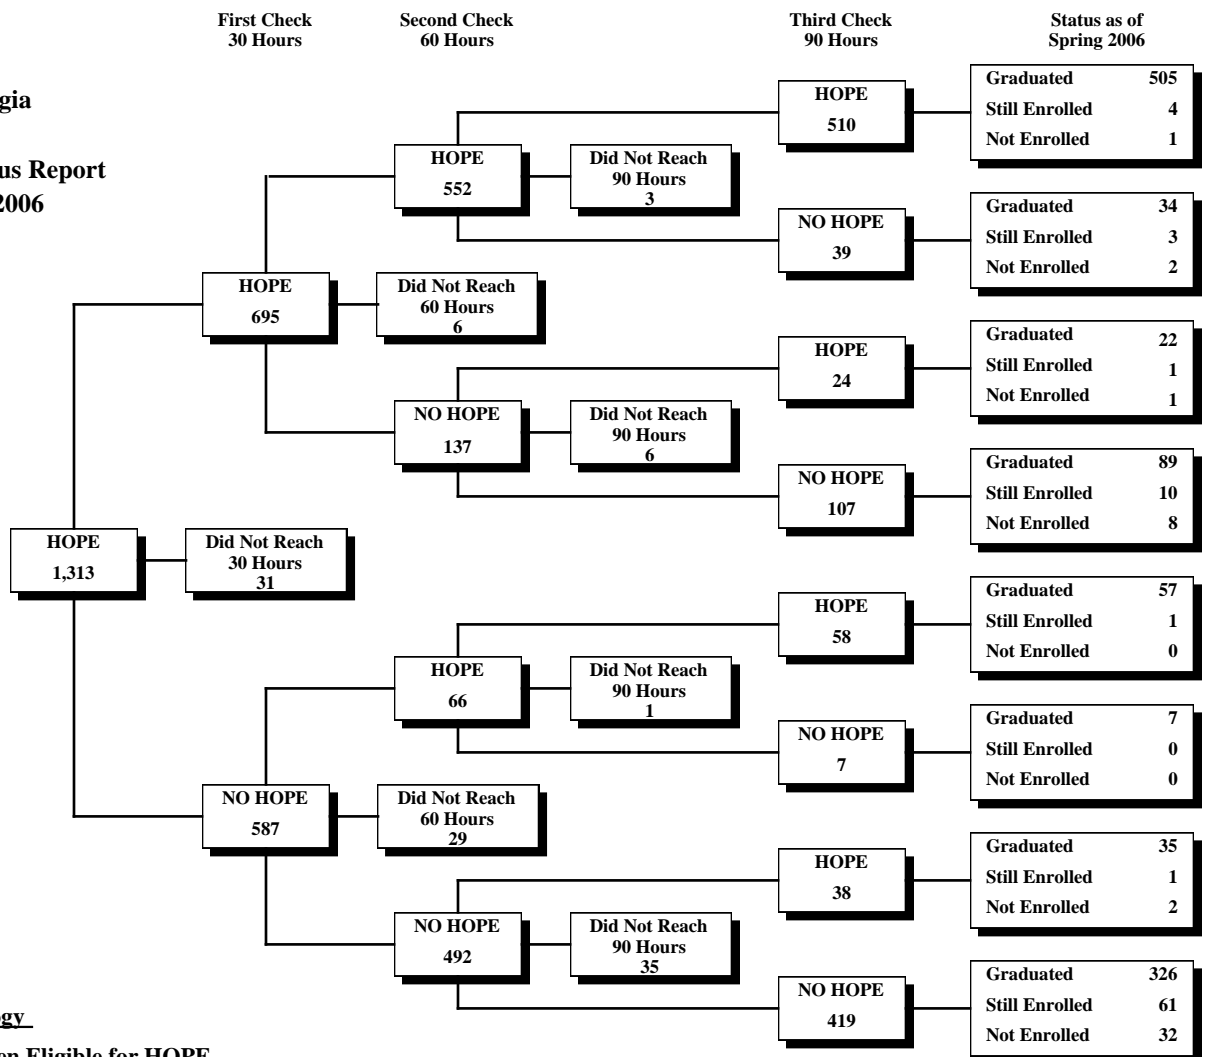 First Check
30 Hours
Second Check
60 Hours
Third Check
90 Hours
Status as of
Spring 2006
gia
us Report
2006
HOPE
1,313
Did Not Reach
30 Hours
31
HOPE
695
Did Not Reach
60 Hours
6
NO HOPE
587
Did Not Reach
60 Hours
29
HOPE
552
Did Not Reach
90 Hours
3
NO HOPE
137
Did Not Reach
90 Hours
6
HOPE
66
Did Not Reach
90 Hours
1
NO HOPE
492
Did Not Reach
90 Hours
35
HOPE
510
Graduated 505
Still Enrolled 4
Not Enrolled 1
NO HOPE
39
Graduated 34
Still Enrolled 3
Not Enrolled 2
HOPE
24
Graduated 22
Still Enrolled 1
Not Enrolled 1
NO HOPE
107
Graduated 89
Still Enrolled 10
Not Enrolled 8
HOPE
58
Graduated 57
Still Enrolled 1
Not Enrolled 0
NO HOPE
7
Graduated 7
Still Enrolled 0
Not Enrolled 0
HOPE
38
Graduated 35
Still Enrolled 1
Not Enrolled 2
NO HOPE
419
Graduated 326
Still Enrolled 61
Not Enrolled 32
gy
en Eligible for HOPE